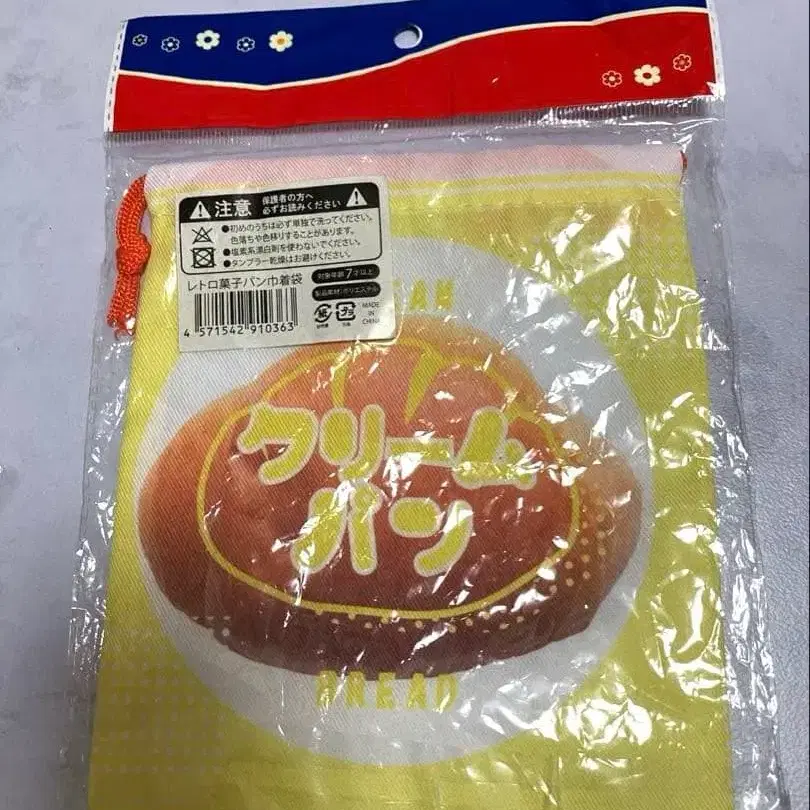 注意
保護者の方へ
必ずお読みください
●初めのうちは必ず単独で洗ってください。
色落ちや色移りすることがあります。
●塩素系漂白剤を使わないでください。
●タンブラー乾燥はお避けください。
レトロ菓子パン巾着袋
対象年齢7才以上
製品素材:ポリエステル
4 571542 910363
紙
プラ
MADE
IN
CHINA
クリーム
パン
BREAD